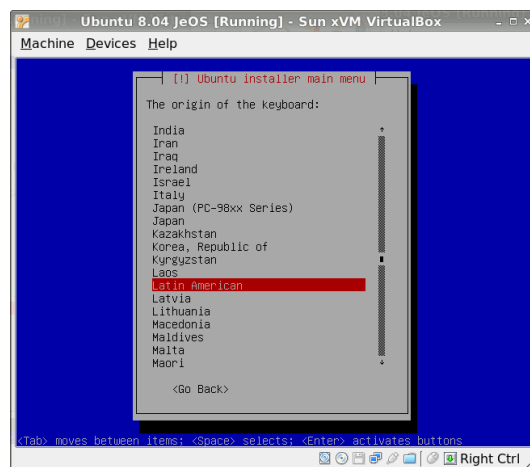 Ubuntu 8.04 JeOS [Running] - Sun xVM VirtualBox
Machine Devices Help
[!] Ubuntu installer main menu
The origin of the keyboard:
India
Iran
Iraq
Ireland
Israel
Italy
Japan (PC-98xx Series)
Japan
Kazakhstan
Korea, Republic of
Kyrgyzstan
Laos
Latin American
Latvia
Lithuania
Macedonia
Maldives
Malta
Maori
<Go Back>
<Tab> moves between items; <Space> selects; <Enter> activates buttons
Right Ctrl